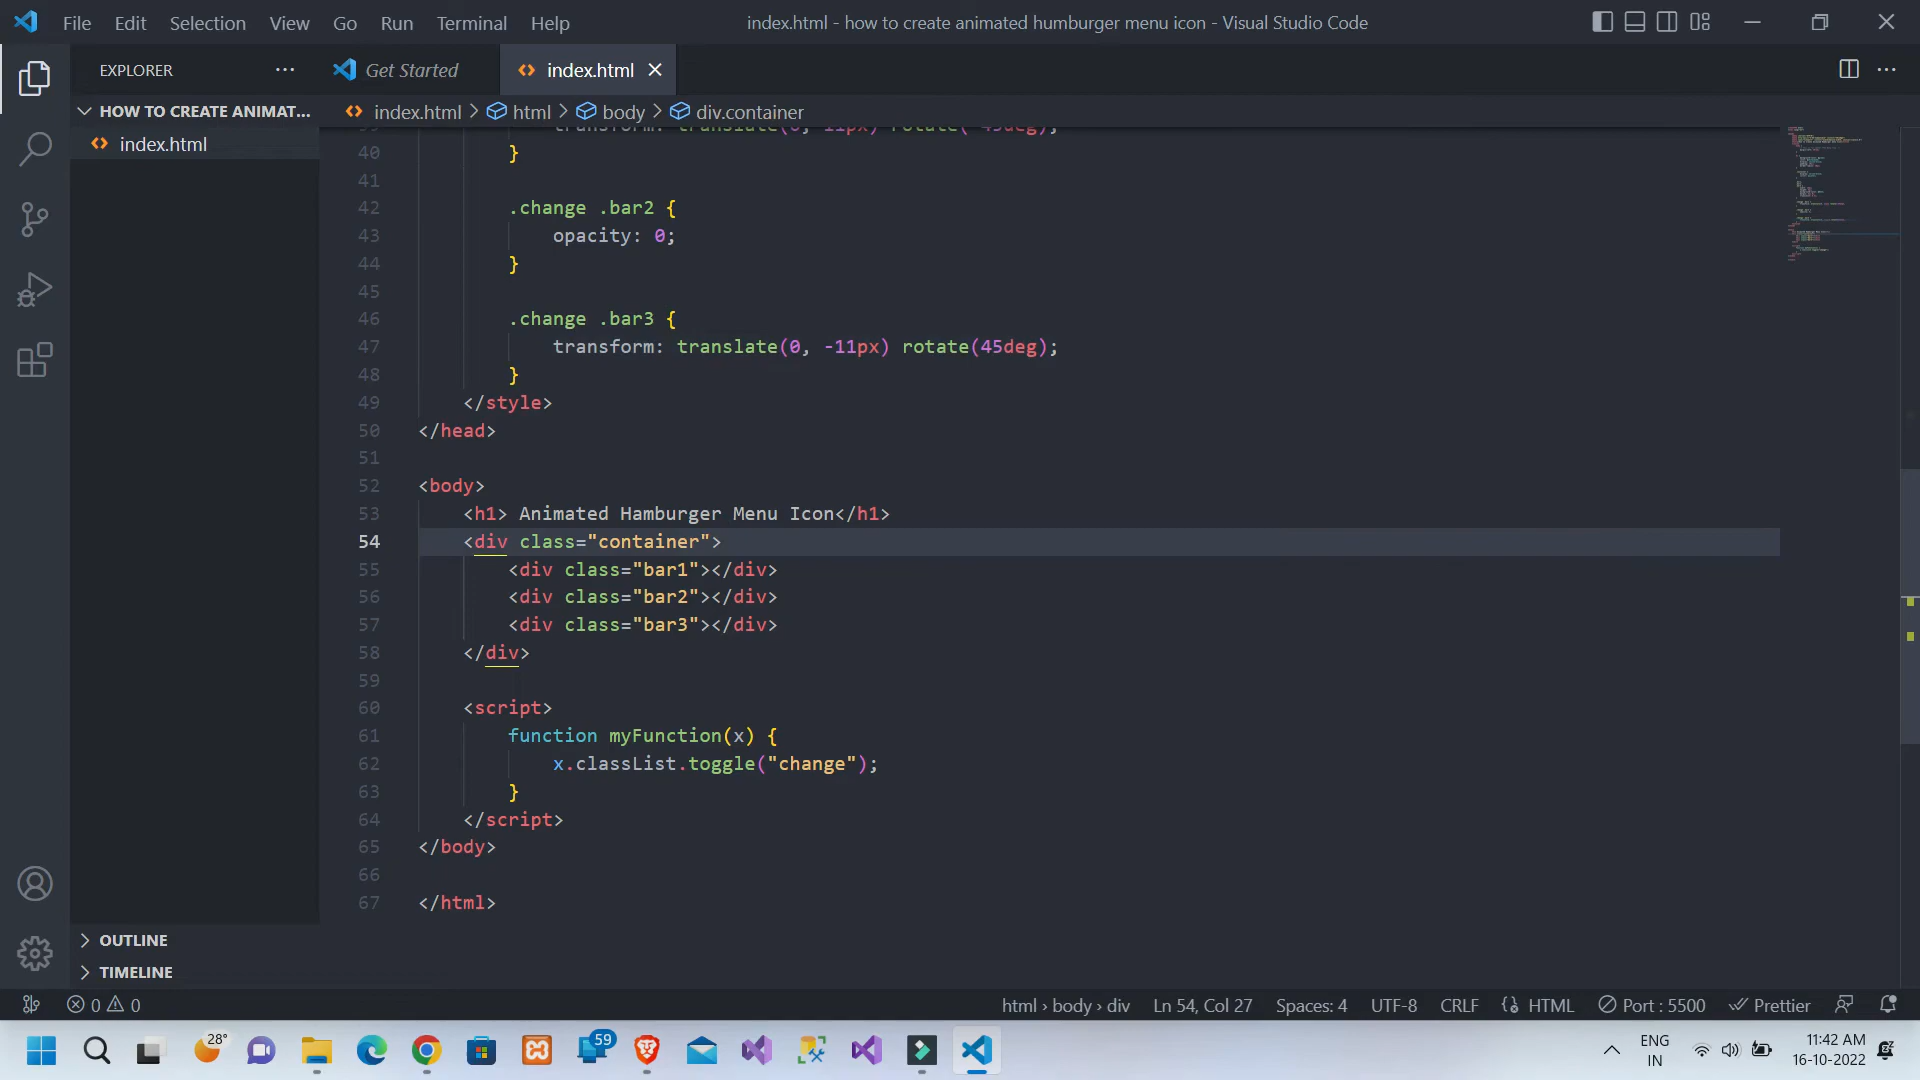 File Edit Selection View Go Run Terminal Help
index.html - how to create animated humburger menu icon - Visual Studio Code
EXPLORER
Get Started
index.html
HOW TO CREATE ANIMAT...
index.html
index.html > html > body > div.container
39 transform: translate(0, 11px) rotate(-45deg);
40 }
41
42 .change .bar2 {
43 opacity: 0;
44 }
45
46 .change .bar3 {
47 transform: translate(0, -11px) rotate(45deg);
48 }
49 </style>
50 </head>
51
52 <body>
53 <h1> Animated Hamburger Menu Icon</h1>
54 <div class="container">
55 <div class="bar1"></div>
56 <div class="bar2"></div>
57 <div class="bar3"></div>
58 </div>
59
60 <script>
61 function myFunction(x) {
62 x.classList.toggle("change");
63 }
64 </script>
65 </body>
66
67 </html>
OUTLINE
TIMELINE
0 0
html › body › div Ln 54, Col 27 Spaces: 4 UTF-8 CRLF HTML Port : 5500 Prettier
28°
59
ENG
IN
11:42 AM
16-10-2022